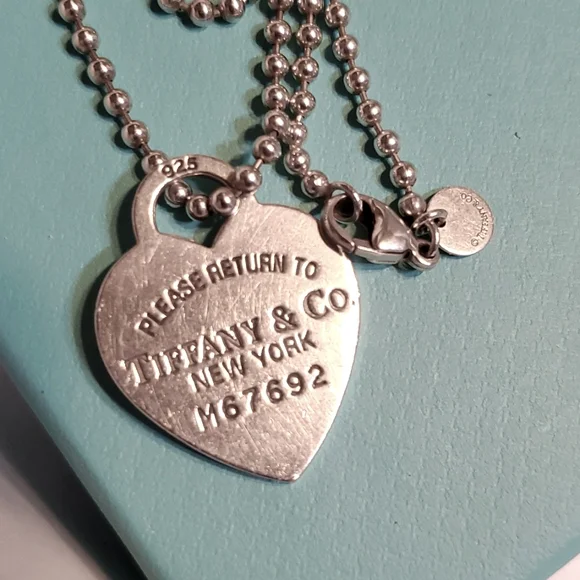 925
PLEASE RETURN TO
TIFFANY & Co.
NEW YORK
M67692